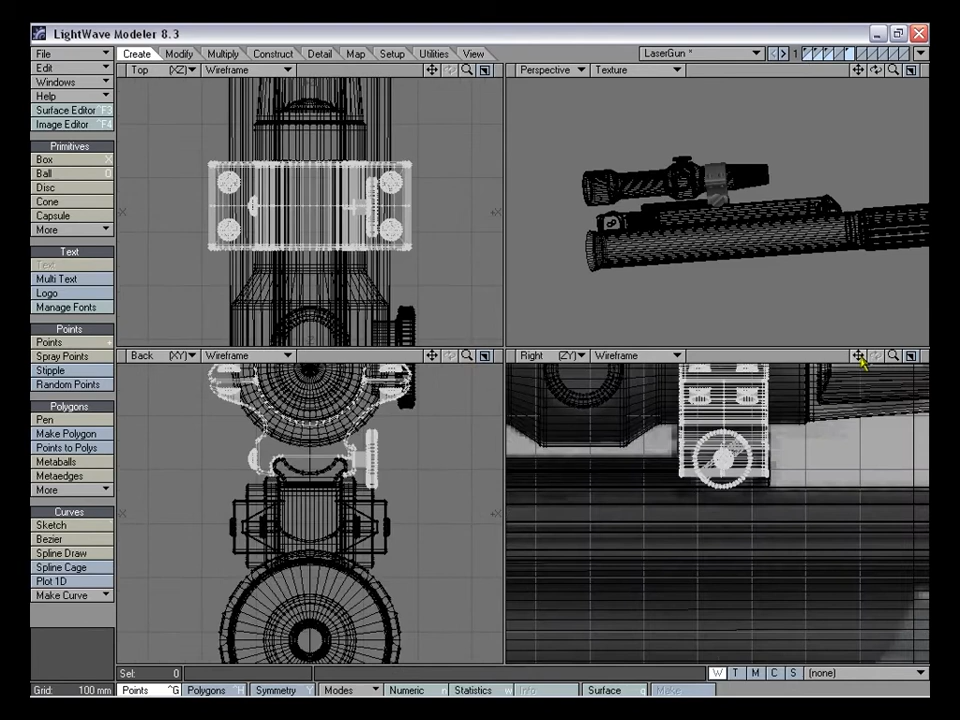 LightWave Modeler 8.3
File Create Modify Multiply Construct Detail Map Setup Utilities View LaserGun * 1
Edit Top (XZ) Wireframe Perspective Texture
Windows
Help
Surface Editor F3
Image Editor ^F4
Primitives
Box X
Ball O
Disc
Cone
Capsule
More
Text
Text
Multi Text
Logo
Manage Fonts
Points
Points +
Spray Points
Stipple
Random Points
Back (XY) Wireframe Right (ZY) Wireframe
Polygons
Pen
Make Polygon
Points to Polys
Metaballs
Metaedges
More
Curves
Sketch
Bezier
Spline Draw
Spline Cage
Plot 1D
Make Curve
Sel: 0 W T M C S (none)
Grid: 100 mm Points ^G Polygons ^H Symmetry Y Modes Numeric n Statistics w Info Surface q Make